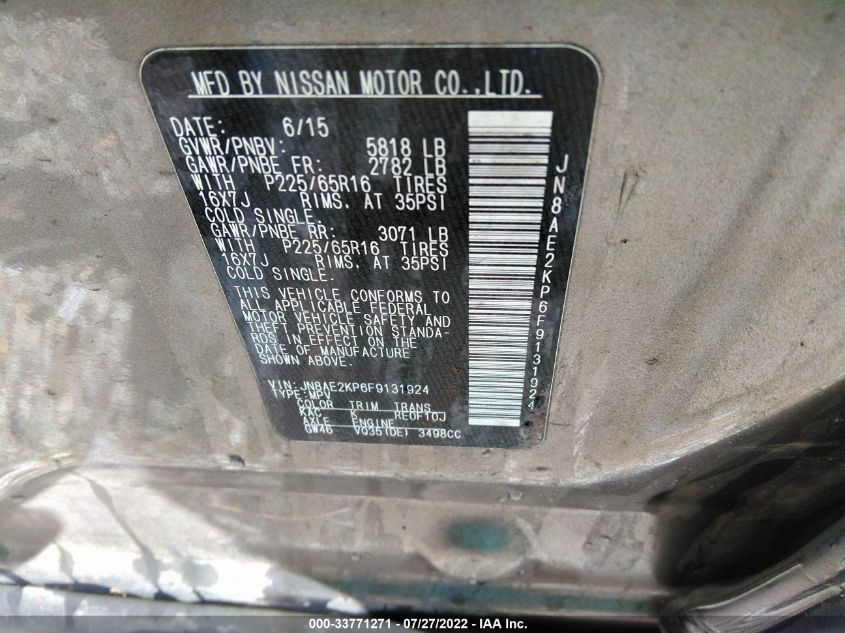 MFD BY NISSAN MOTOR CO.,LTD.
DATE: 6/15
GVWR/PNBV: 5818 LB
GAWR/PNBE FR: 2782 LB
WITH P225/65R16 TIRES
16X7J RIMS, AT 35PSI
COLD SINGLE.
GAWR/PNBE RR: 3071 LB
WITH P225/65R16 TIRES
16X7J RIMS, AT 35PSI
COLD SINGLE.
THIS VEHICLE CONFORMS TO
ALL APPLICABLE FEDERAL
MOTOR VEHICLE SAFETY AND
THEFT PREVENTION STANDA-
RDS IN EFFECT ON THE
DATE OF MANUFACTURE
SHOWN ABOVE.
VIN: JN8AE2KP6F9131924
TYPE:MPV
COLOR TRIM TRANS
KAC K RE0FTOJ
AXLE ENGINE
GW46 VQ35(DE) 3498CC
JN8AE2KP6F9131924
000-33771271 - 07/27/2022 - IAA Inc.